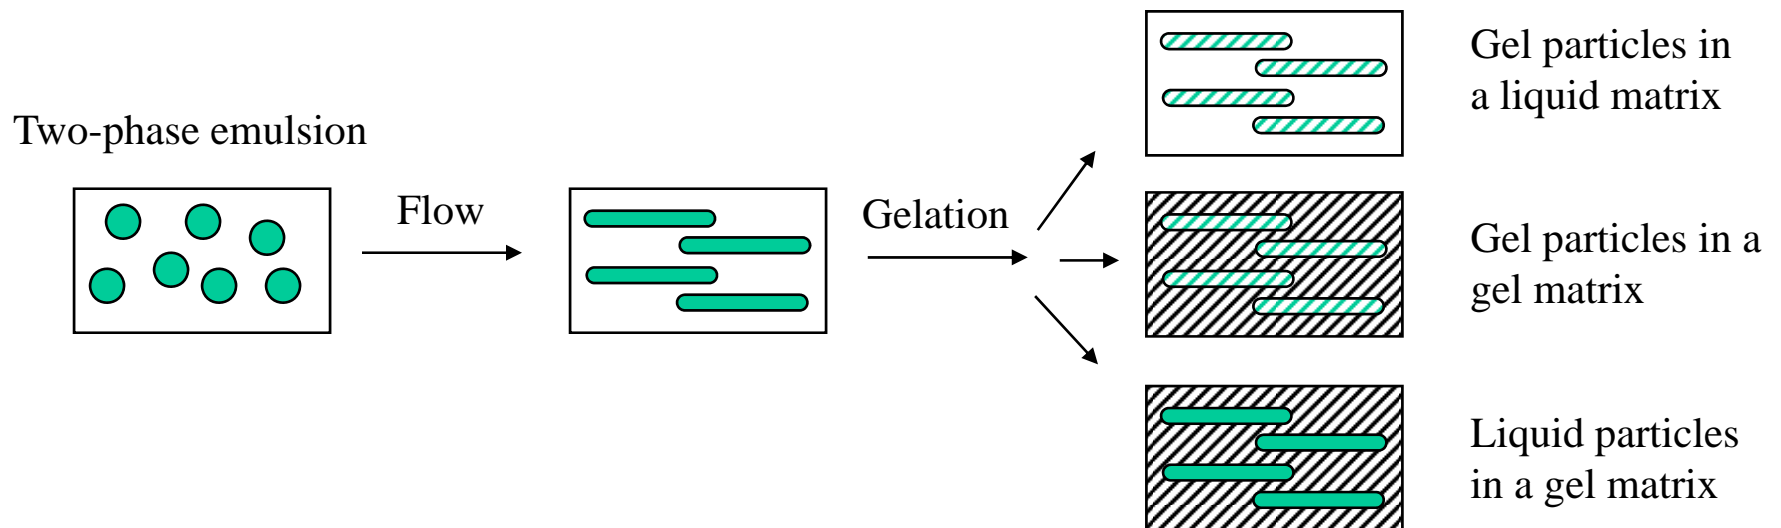 Two-phase emulsion
Flow
Gelation
Gel particles in
a liquid matrix
Gel particles in a
gel matrix
Liquid particles
in a gel matrix